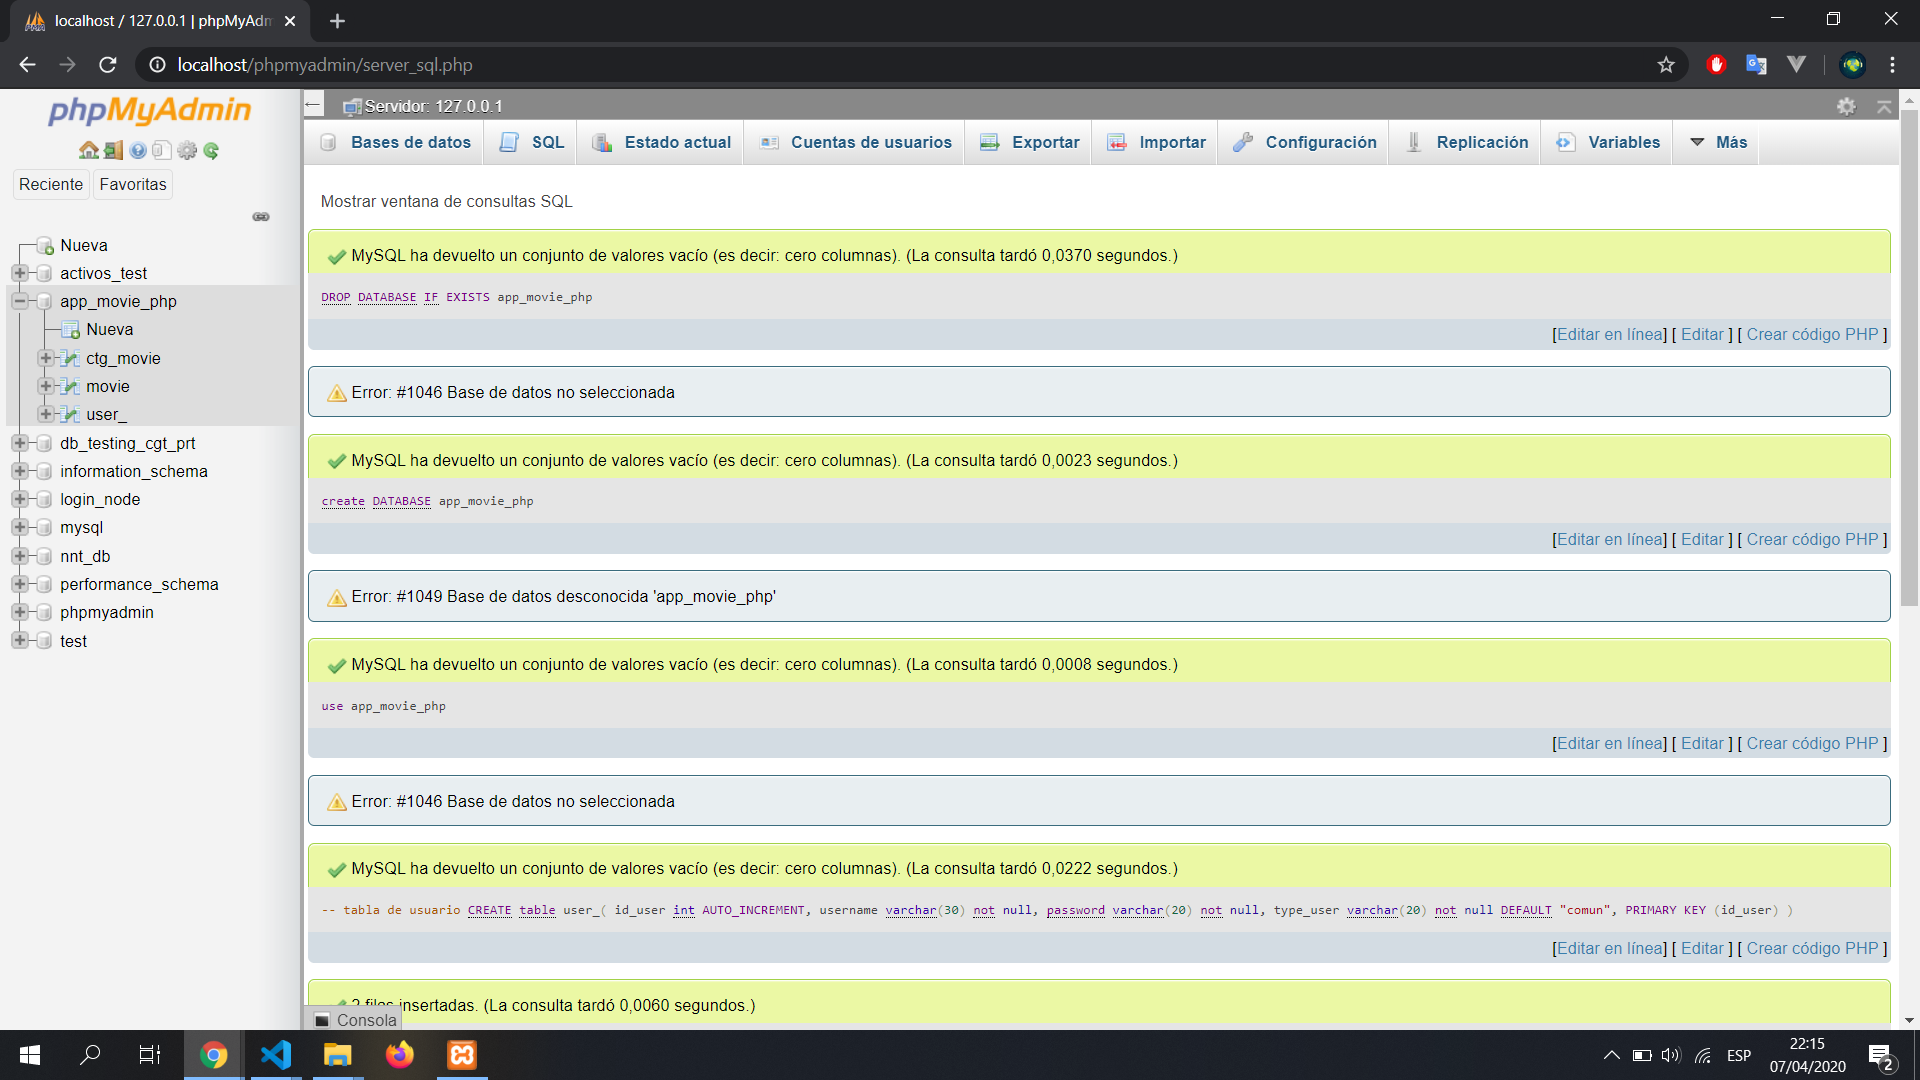 localhost / 127.0.0.1 | phpMyAdm
localhost/phpmyadmin/server_sql.php
phpMyAdmin
Reciente Favoritas
Nueva
activos_test
app_movie_php
Nueva
ctg_movie
movie
user_
db_testing_cgt_prt
information_schema
login_node
mysql
nnt_db
performance_schema
phpmyadmin
test
Servidor: 127.0.0.1
Bases de datos SQL Estado actual Cuentas de usuarios Exportar Importar Configuración Replicación Variables Más
Mostrar ventana de consultas SQL
MySQL ha devuelto un conjunto de valores vacío (es decir: cero columnas). (La consulta tardó 0,0370 segundos.)
DROP DATABASE IF EXISTS app_movie_php
[Editar en línea] [ Editar ] [ Crear código PHP ]
Error: #1046 Base de datos no seleccionada
MySQL ha devuelto un conjunto de valores vacío (es decir: cero columnas). (La consulta tardó 0,0023 segundos.)
create DATABASE app_movie_php
[Editar en línea] [ Editar ] [ Crear código PHP ]
Error: #1049 Base de datos desconocida 'app_movie_php'
MySQL ha devuelto un conjunto de valores vacío (es decir: cero columnas). (La consulta tardó 0,0008 segundos.)
use app_movie_php
[Editar en línea] [ Editar ] [ Crear código PHP ]
Error: #1046 Base de datos no seleccionada
MySQL ha devuelto un conjunto de valores vacío (es decir: cero columnas). (La consulta tardó 0,0222 segundos.)
-- tabla de usuario CREATE table user_( id_user int AUTO_INCREMENT, username varchar(30) not null, password varchar(20) not null, type_user varchar(20) not null DEFAULT "comun", PRIMARY KEY (id_user) )
[Editar en línea] [ Editar ] [ Crear código PHP ]
2 filas insertadas. (La consulta tardó 0,0060 segundos.)
Consola
ESP
22:15
07/04/2020
2